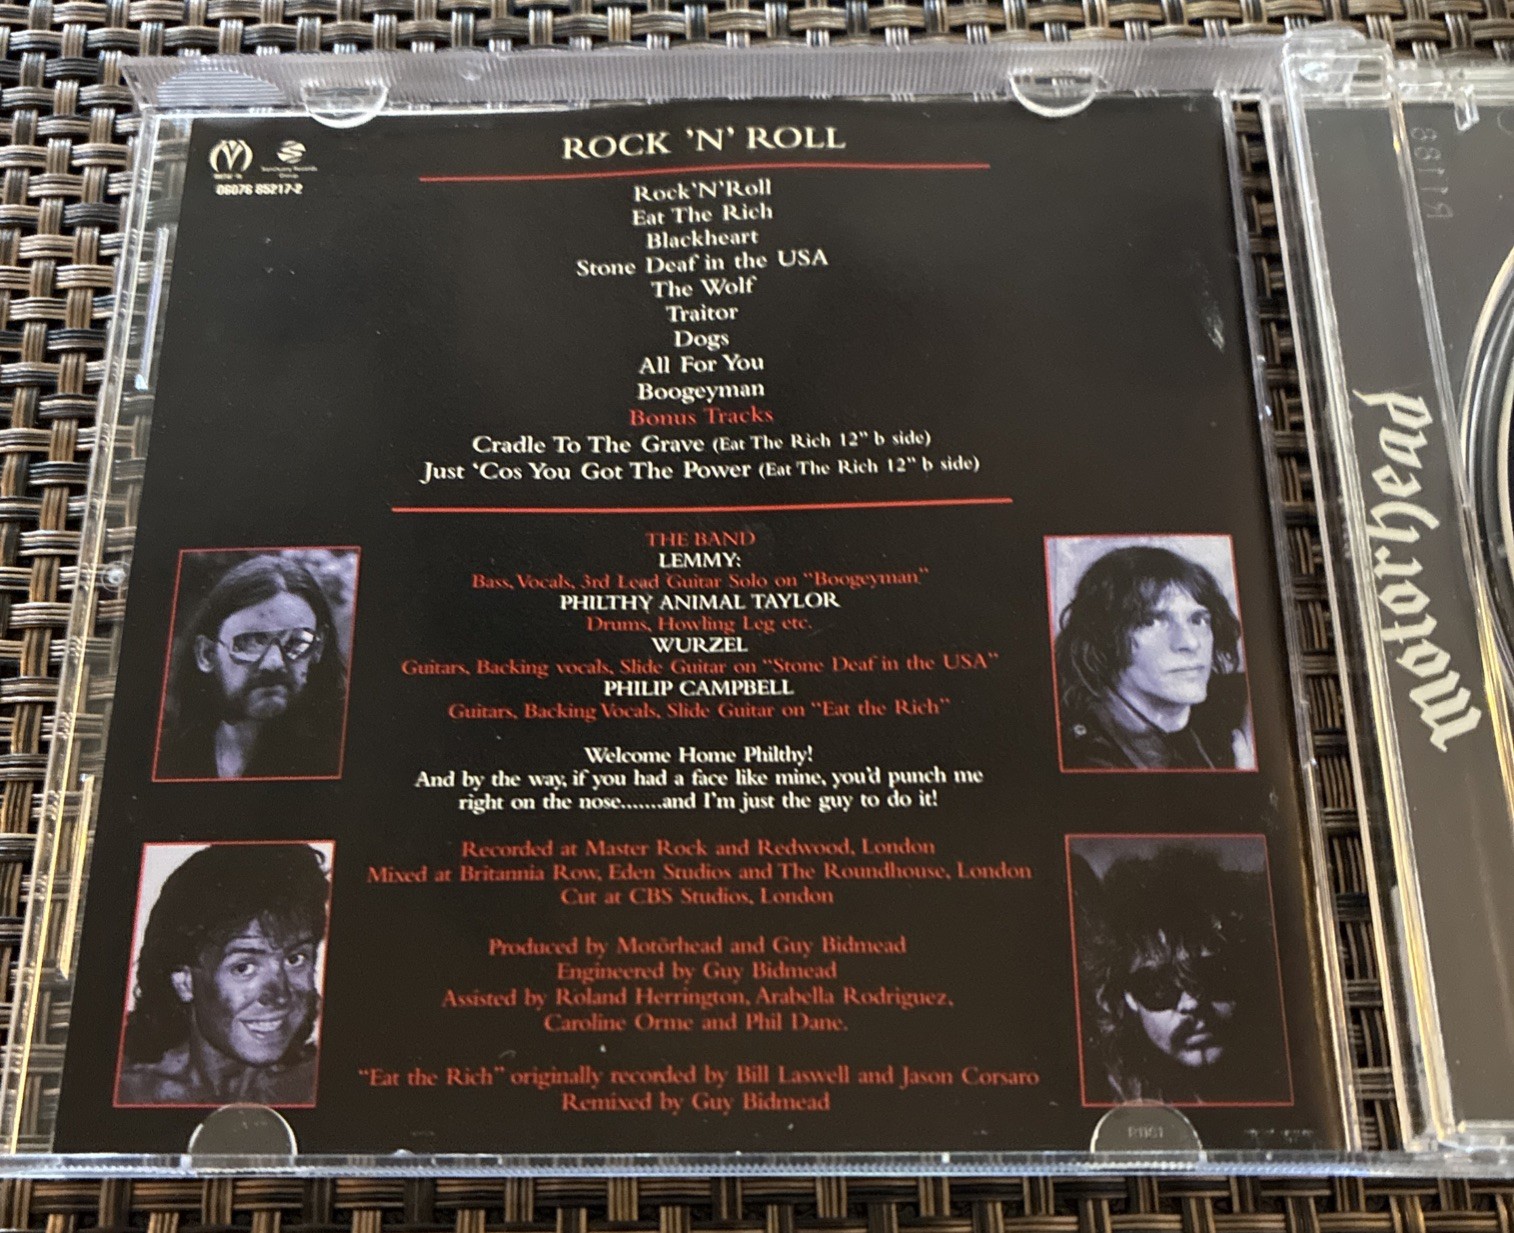 ROCK 'N' ROLL
Sanctuary Records
Group
06076 85217-2
Rock'N'Roll
Eat The Rich
Blackheart
Stone Deaf in the USA
The Wolf
Traitor
Dogs
All For You
Boogeyman
Bonus Tracks
Cradle To The Grave (Eat The Rich 12" b side)
Just 'Cos You Got The Power (Eat The Rich 12" b side)
THE BAND
LEMMY:
Bass, Vocals, 3rd Lead Guitar Solo on "Boogeyman"
PHILTHY ANIMAL TAYLOR
Drums, Howling Leg etc.
WURZEL
Guitars, Backing vocals, Slide Guitar on "Stone Deaf in the USA"
PHILIP CAMPBELL
Guitars, Backing Vocals, Slide Guitar on "Eat the Rich"
Welcome Home Philthy!
And by the way, if you had a face like mine, you'd punch me
right on the nose.......and I'm just the guy to do it!
Recorded at Master Rock and Redwood, London
Mixed at Britannia Row, Eden Studios and The Roundhouse, London
Cut at CBS Studios, London
Produced by Motörhead and Guy Bidmead
Engineered by Guy Bidmead
Assisted by Roland Herrington, Arabella Rodriguez,
Caroline Orme and Phil Dane.
"Eat the Rich" originally recorded by Bill Laswell and Jason Corsaro
Remixed by Guy Bidmead
motorhead